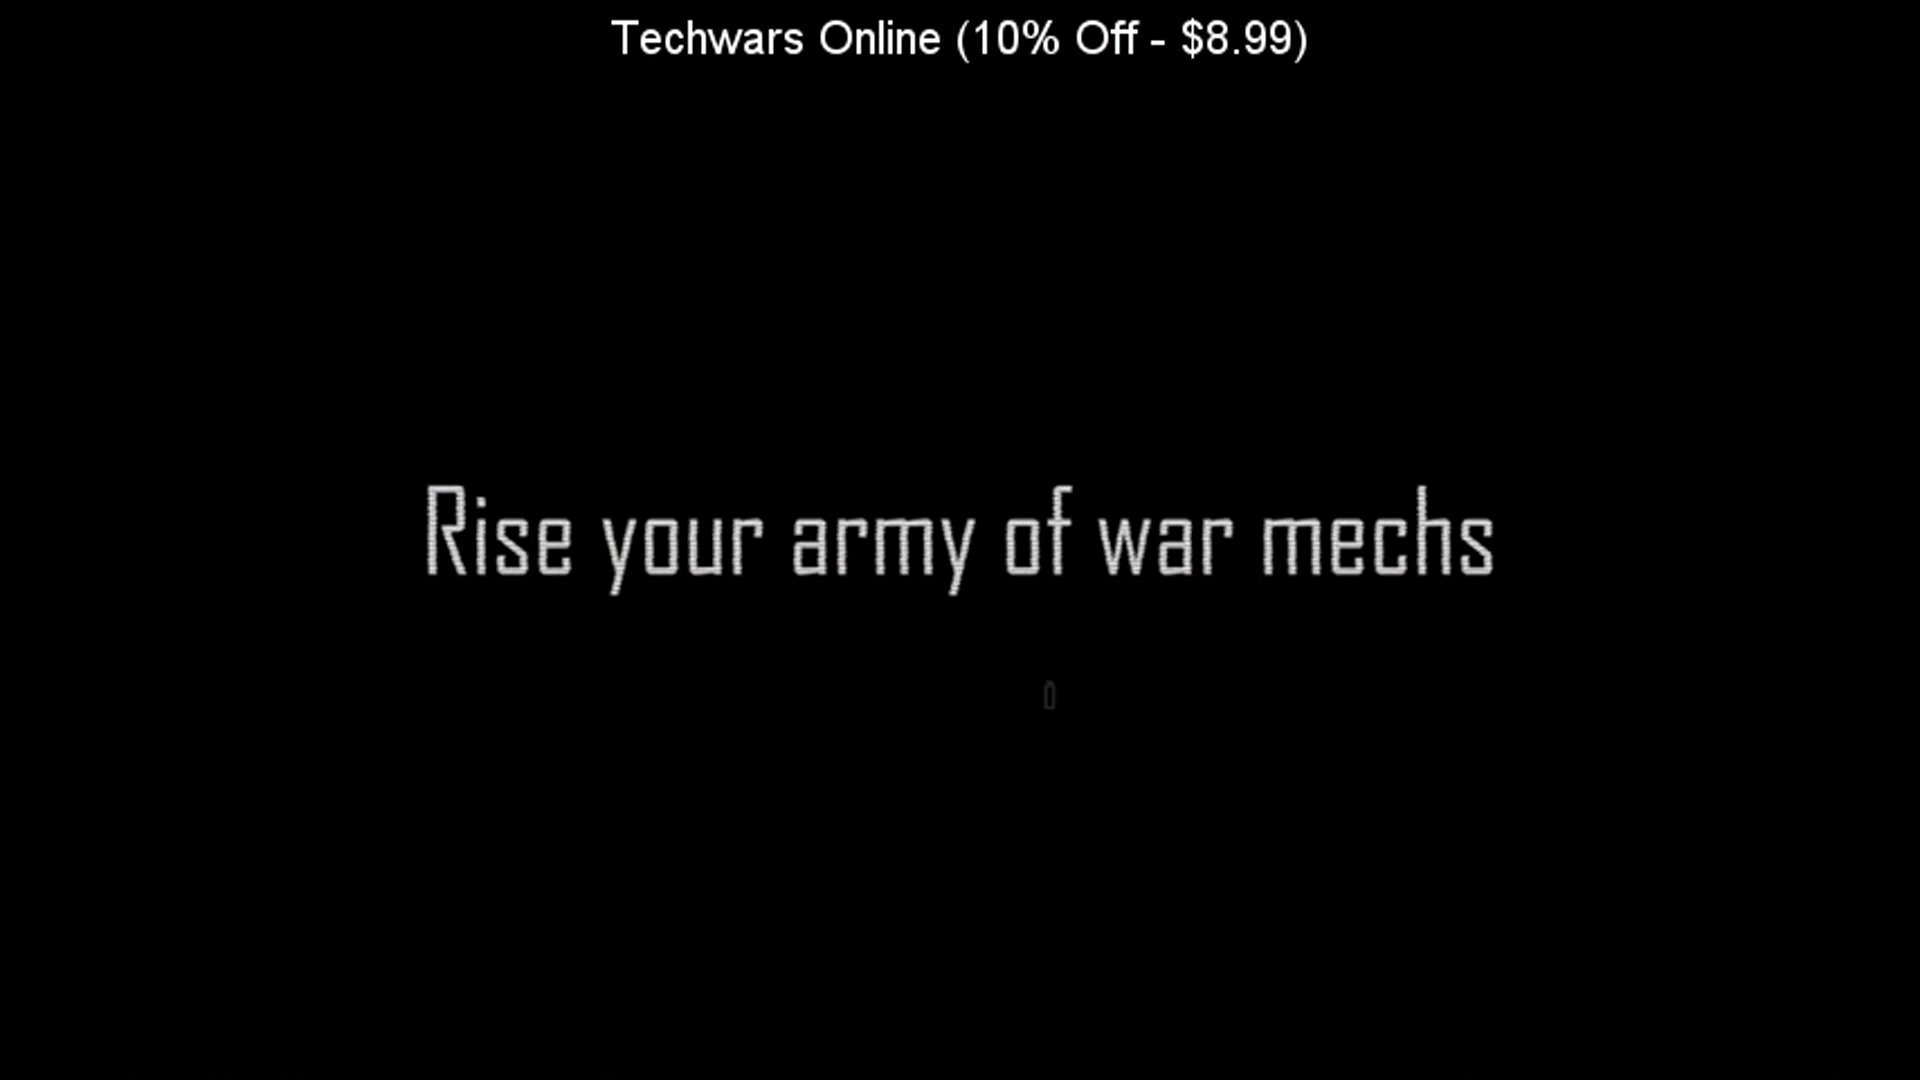 Techwars Online (10% Off - $8.99)
Rise your army of war mechs